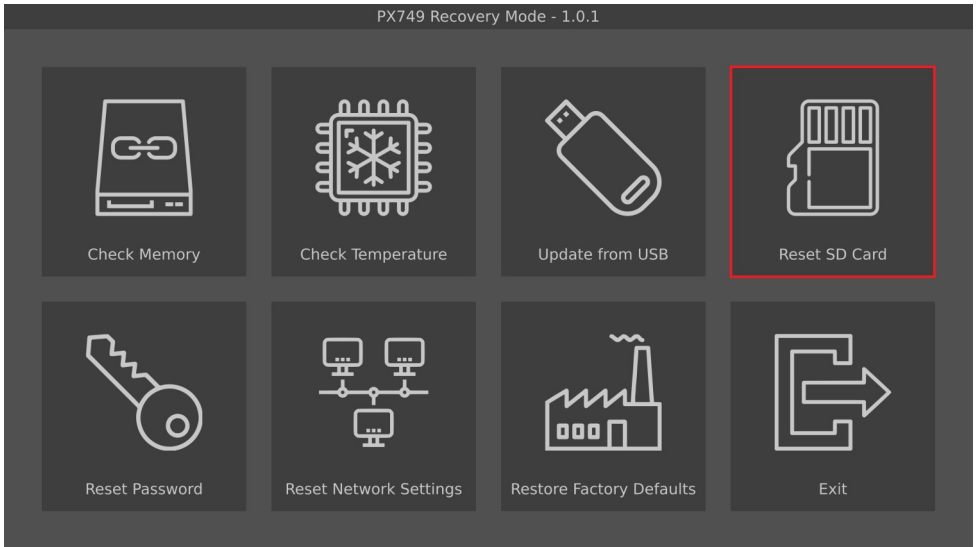 PX749 Recovery Mode - 1.0.1
Check Memory
Check Temperature
Update from USB
Reset SD Card
Reset Password
Reset Network Settings
Restore Factory Defaults
Exit